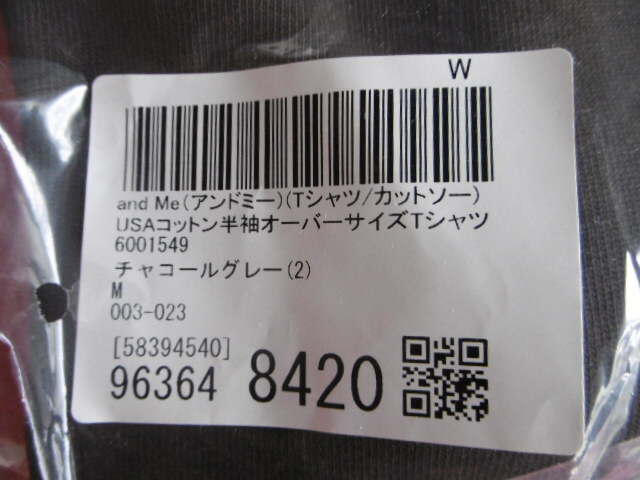 W
and Me(アンドミー)(Tシャツ/カットソー)
USAコットン半袖オーバーサイズTシャツ
6001549
チャコールグレー(2)
M
003-023
[58394540]
96364 8420